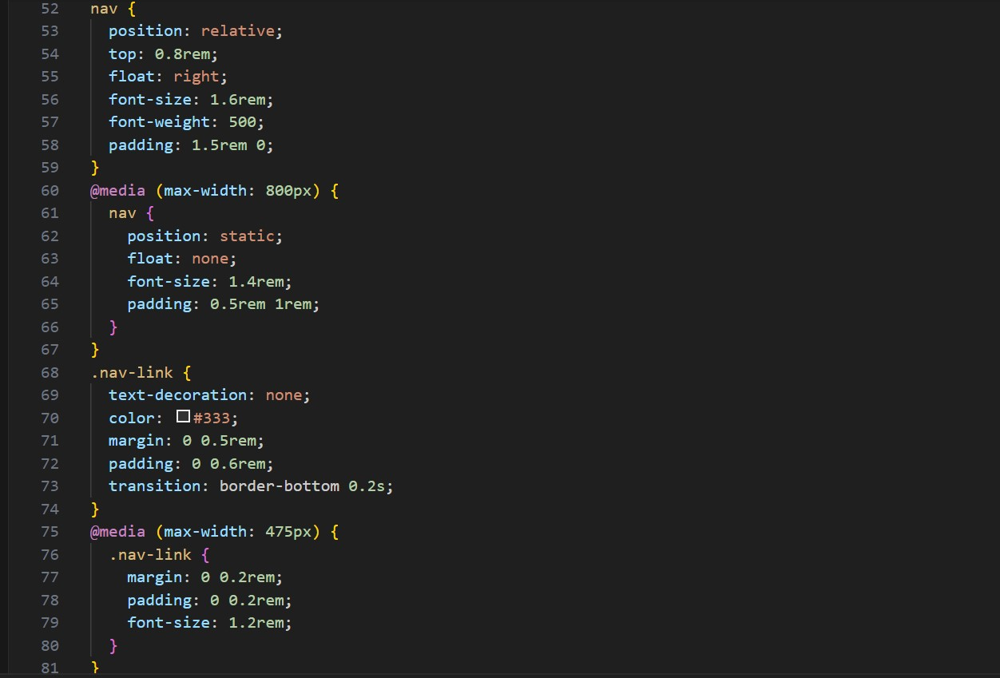 52 nav {
53   position: relative;
54   top: 0.8rem;
55   float: right;
56   font-size: 1.6rem;
57   font-weight: 500;
58   padding: 1.5rem 0;
59 }
60 @media (max-width: 800px) {
61   nav {
62     position: static;
63     float: none;
64     font-size: 1.4rem;
65     padding: 0.5rem 1rem;
66   }
67 }
68 .nav-link {
69   text-decoration: none;
70   color: #333;
71   margin: 0 0.5rem;
72   padding: 0 0.6rem;
73   transition: border-bottom 0.2s;
74 }
75 @media (max-width: 475px) {
76   .nav-link {
77     margin: 0 0.2rem;
78     padding: 0 0.2rem;
79     font-size: 1.2rem;
80   }
81 }